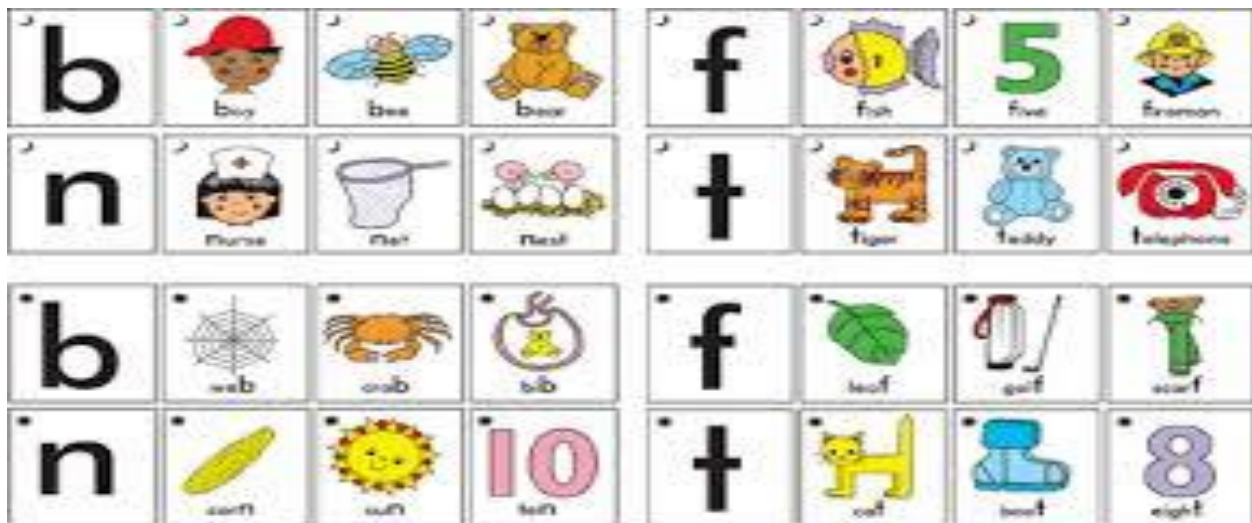 b boy bee bear f fish 5 five fireman
n nurse net nest t tiger teddy telephone
b web crab bib f leaf golf scarf
n corn sun 10 ten t cat boot 8 eight